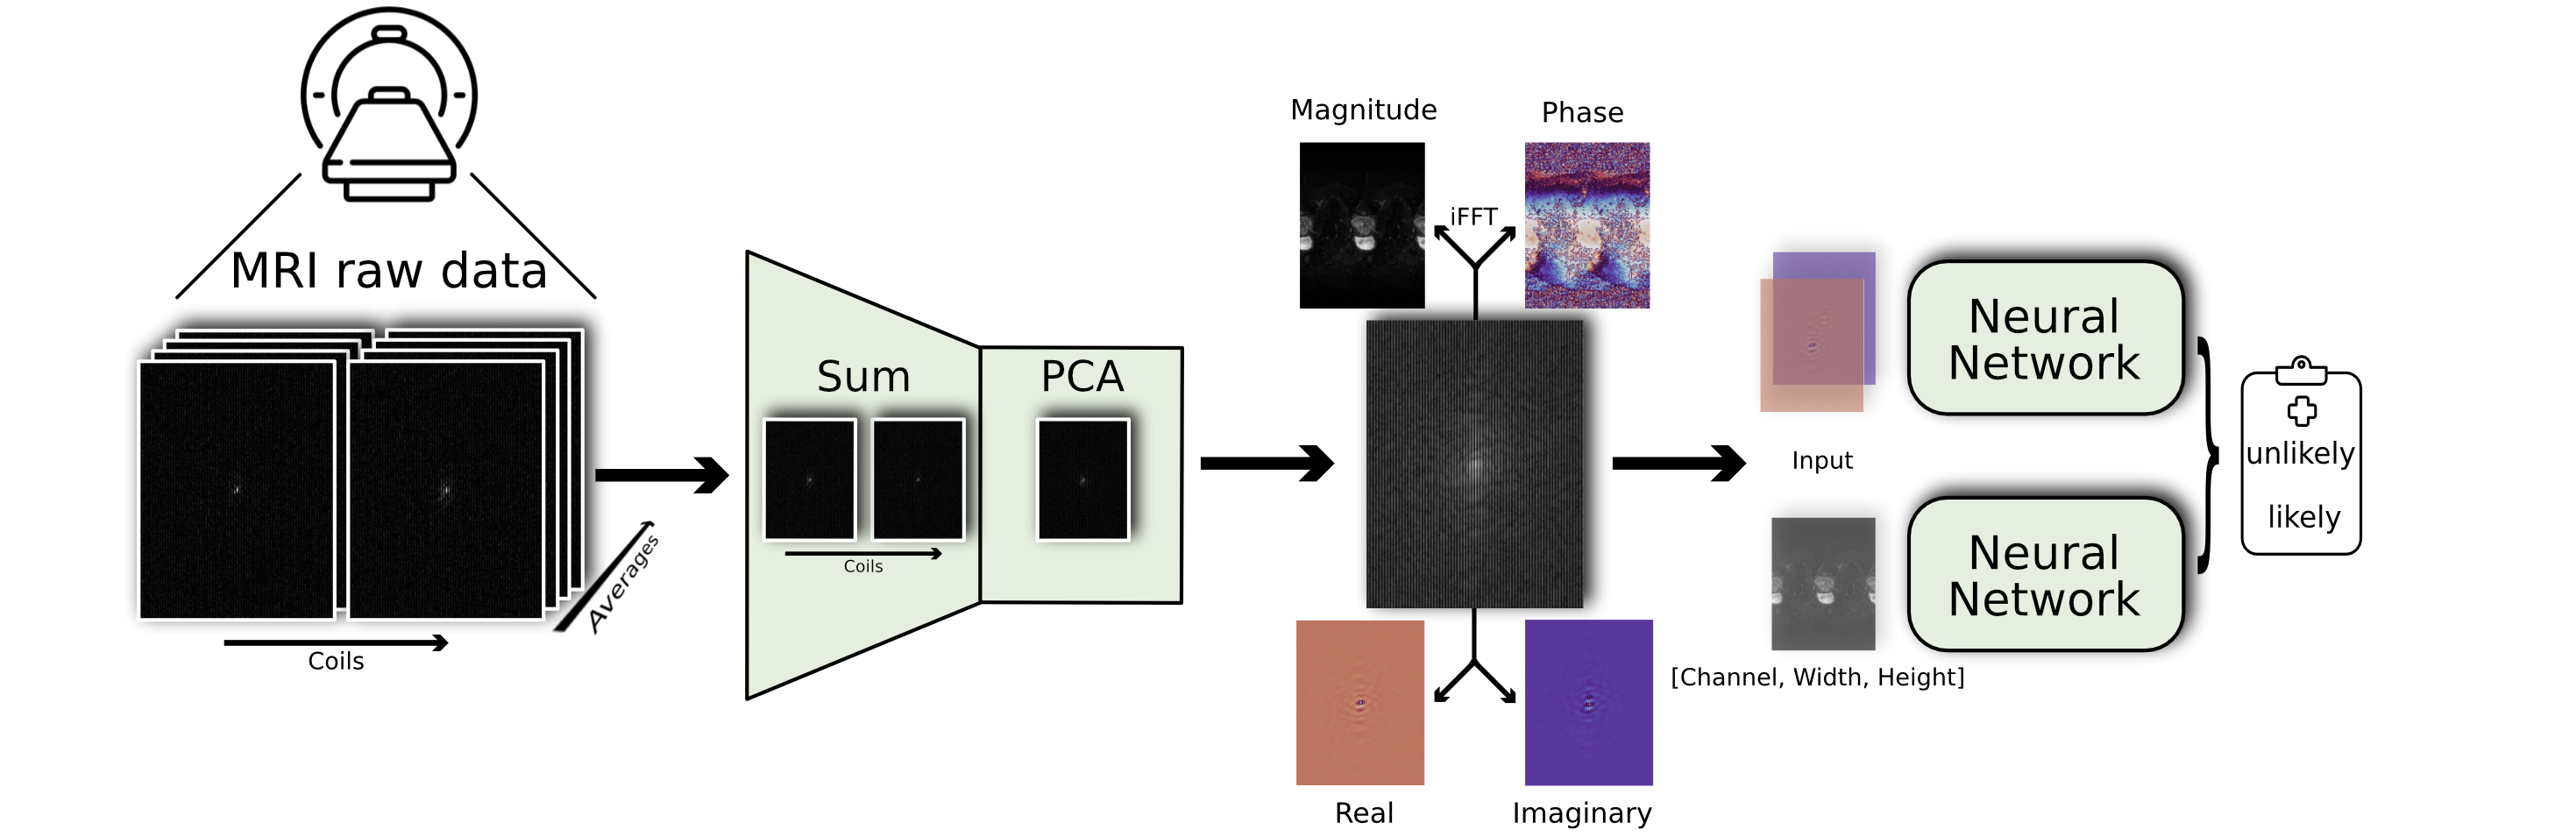 MRI raw data
Coils
Averages
Sum
Coils
PCA
Magnitude
Phase
iFFT
Real
Imaginary
Input
[Channel, Width, Height]
Neural
Network
Neural
Network
unlikely
likely